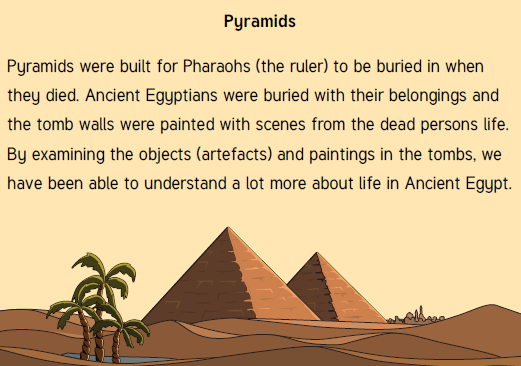 Pyramids
Pyramids were built for Pharaohs (the ruler) to be buried in when
they died. Ancient Egyptians were buried with their belongings and
the tomb walls were painted with scenes from the dead persons life.
By examining the objects (artefacts) and paintings in the tombs, we
have been able to understand a lot more about life in Ancient Egypt.